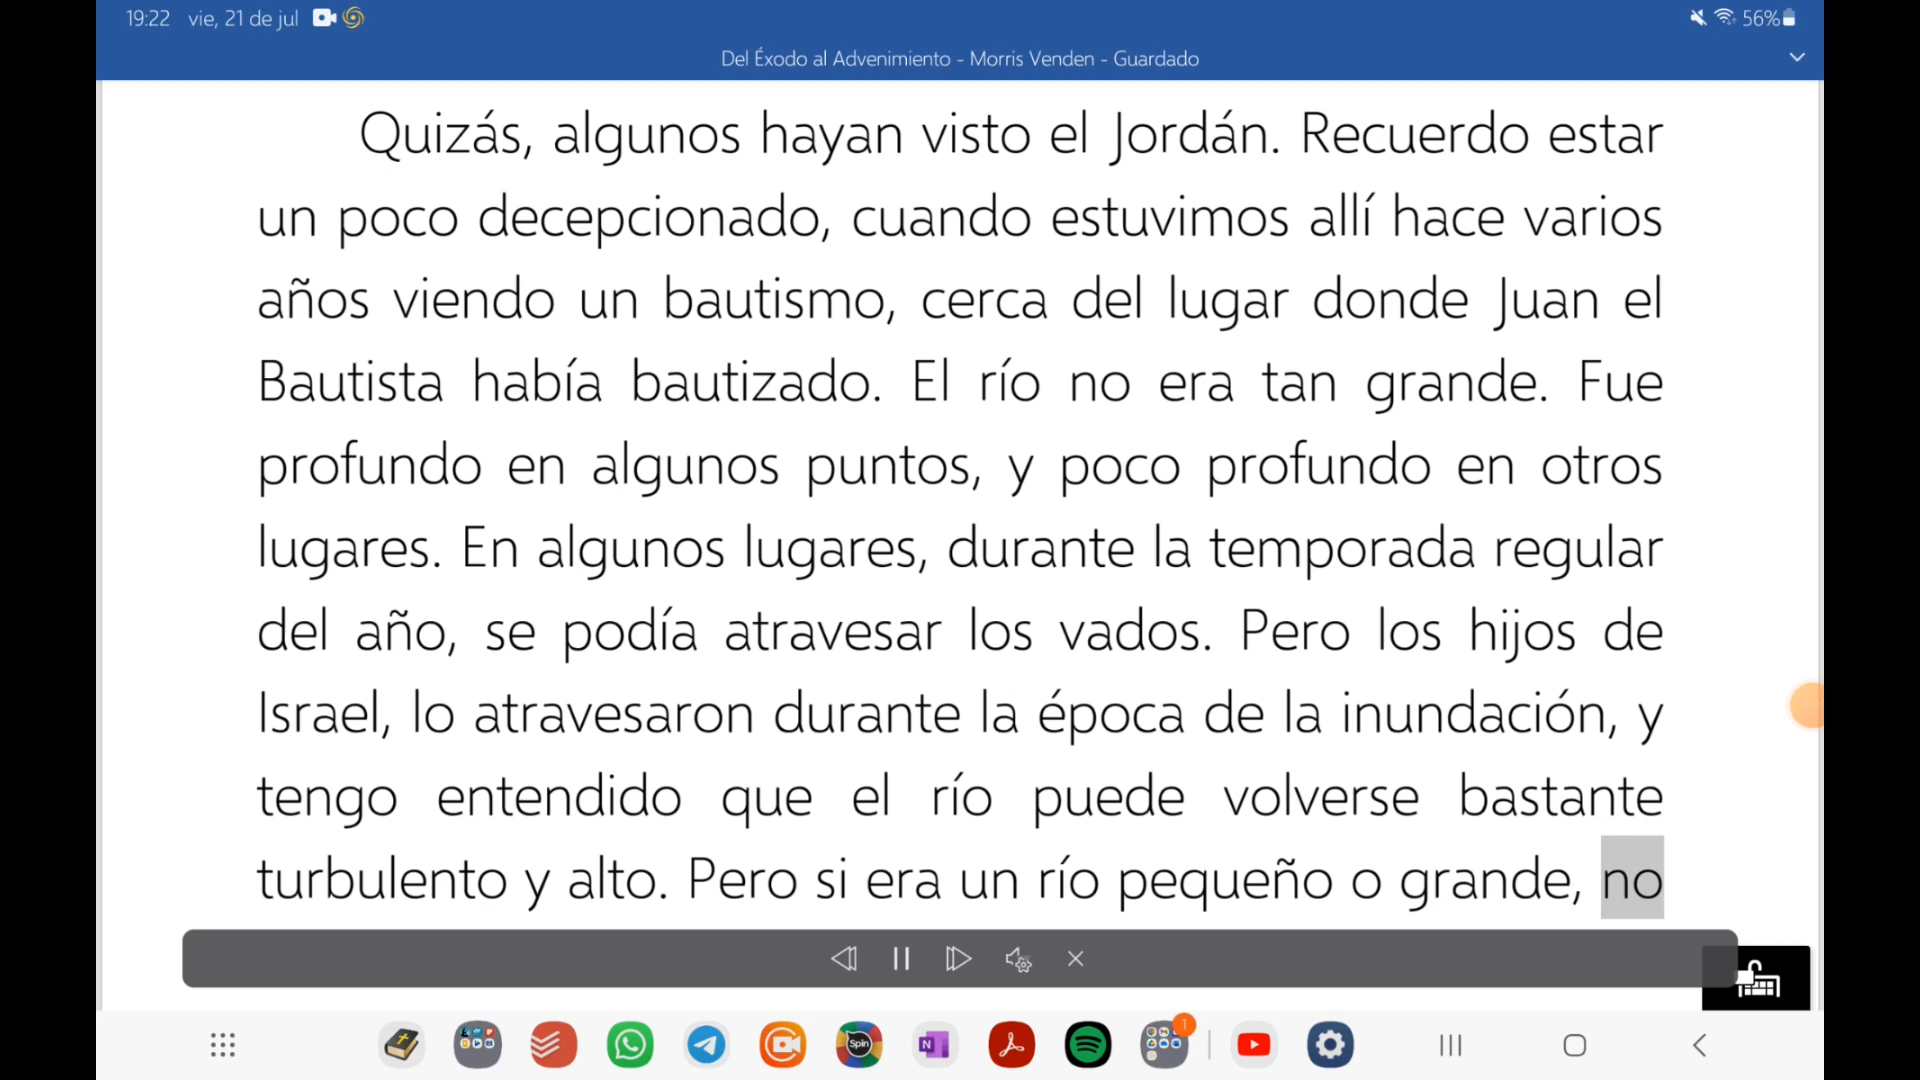 19:22 vie, 21 de jul
56%
Del Éxodo al Advenimiento - Morris Venden - Guardado
Quizás, algunos hayan visto el Jordán. Recuerdo estar
un poco decepcionado, cuando estuvimos allí hace varios
años viendo un bautismo, cerca del lugar donde Juan el
Bautista había bautizado. El río no era tan grande. Fue
profundo en algunos puntos, y poco profundo en otros
lugares. En algunos lugares, durante la temporada regular
del año, se podía atravesar los vados. Pero los hijos de
Israel, lo atravesaron durante la época de la inundación, y
tengo entendido que el río puede volverse bastante
turbulento y alto. Pero si era un río pequeño o grande, no
Spin
N
1